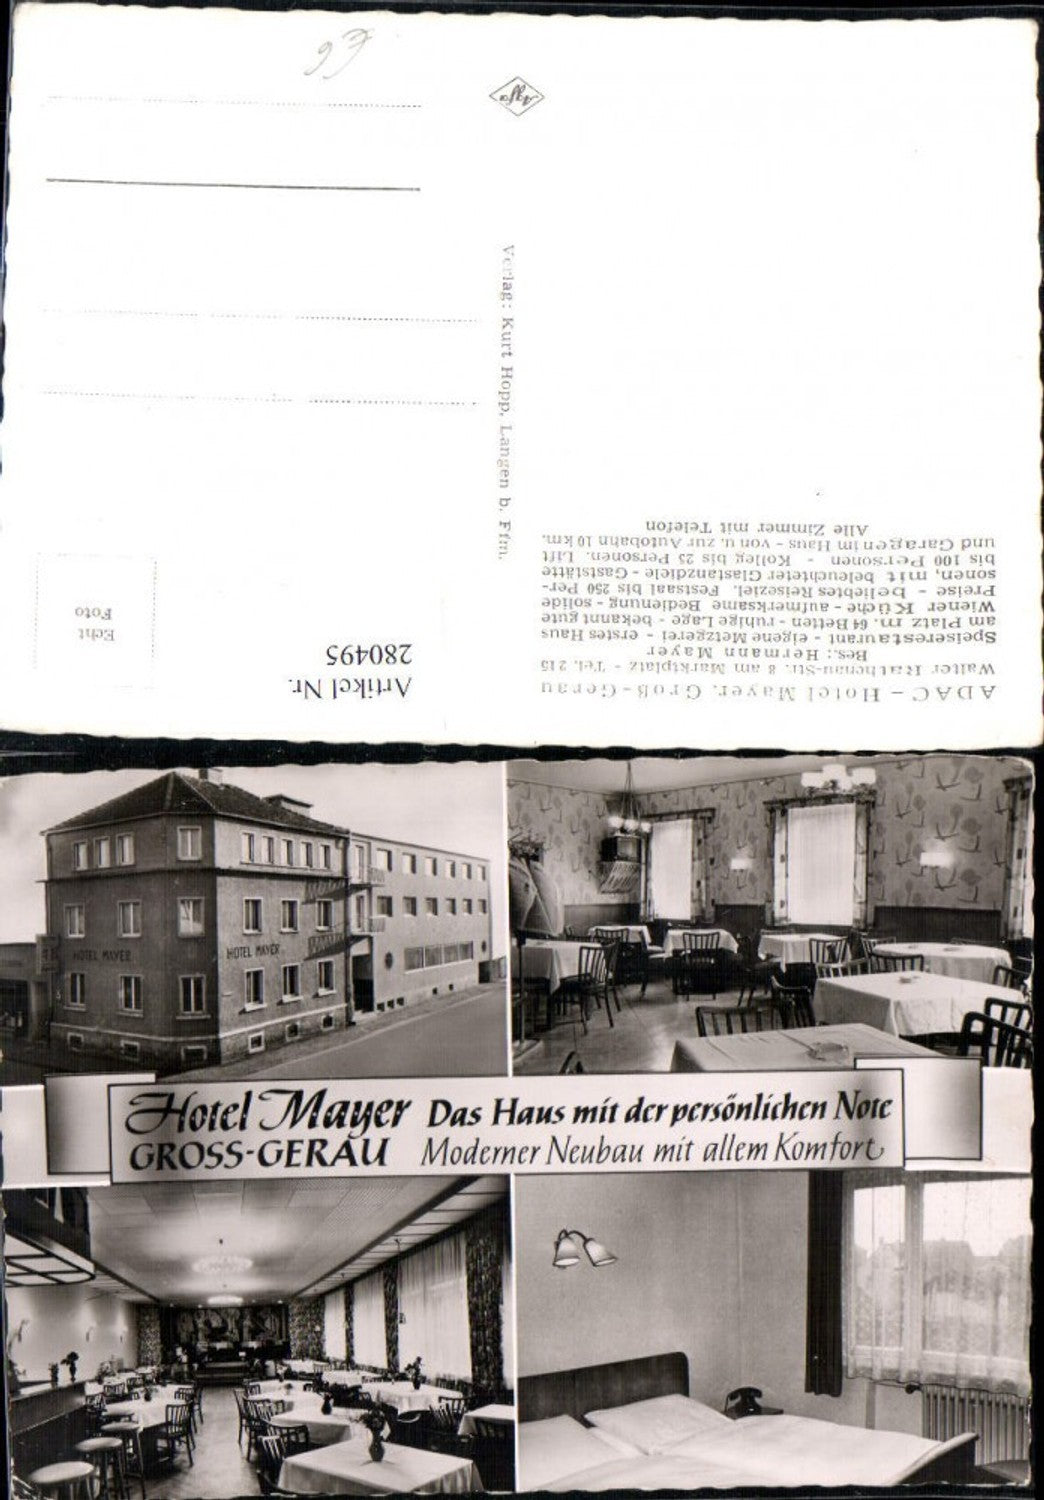 ADAC - Hotel Mayer, Groß-Gerau
Walter Rathenau-Str. 8 am Marktplatz - Tel. 215
Bes.: Hermann Mayer
Speiserestaurant - eigene Metzgerei - erstes Haus
am Platz m. 64 Betten - ruhige Lage - bekannt gute
Wiener Küche - aufmerksame Bedienung - solide
Preise - beliebtes Reiseziel. Festsaal bis 250 Per-
sonen, mit beleuchteter Glastanzdiele - Gaststätte
bis 100 Personen - Kolleg bis 25 Personen. Lift
und Garagen im Haus - von u. zur Autobahn 10 km.
Alle Zimmer mit Telefon
Verlag: Kurt Hopp, Langen b. Ffm.
Artikel Nr.
280495
Echt
Foto
Agfa
HOTEL MAYER
HOTEL MAYER
Hotel Mayer Das Haus mit der persönlichen Note
GROSS-GERAU Moderner Neubau mit allem Komfort